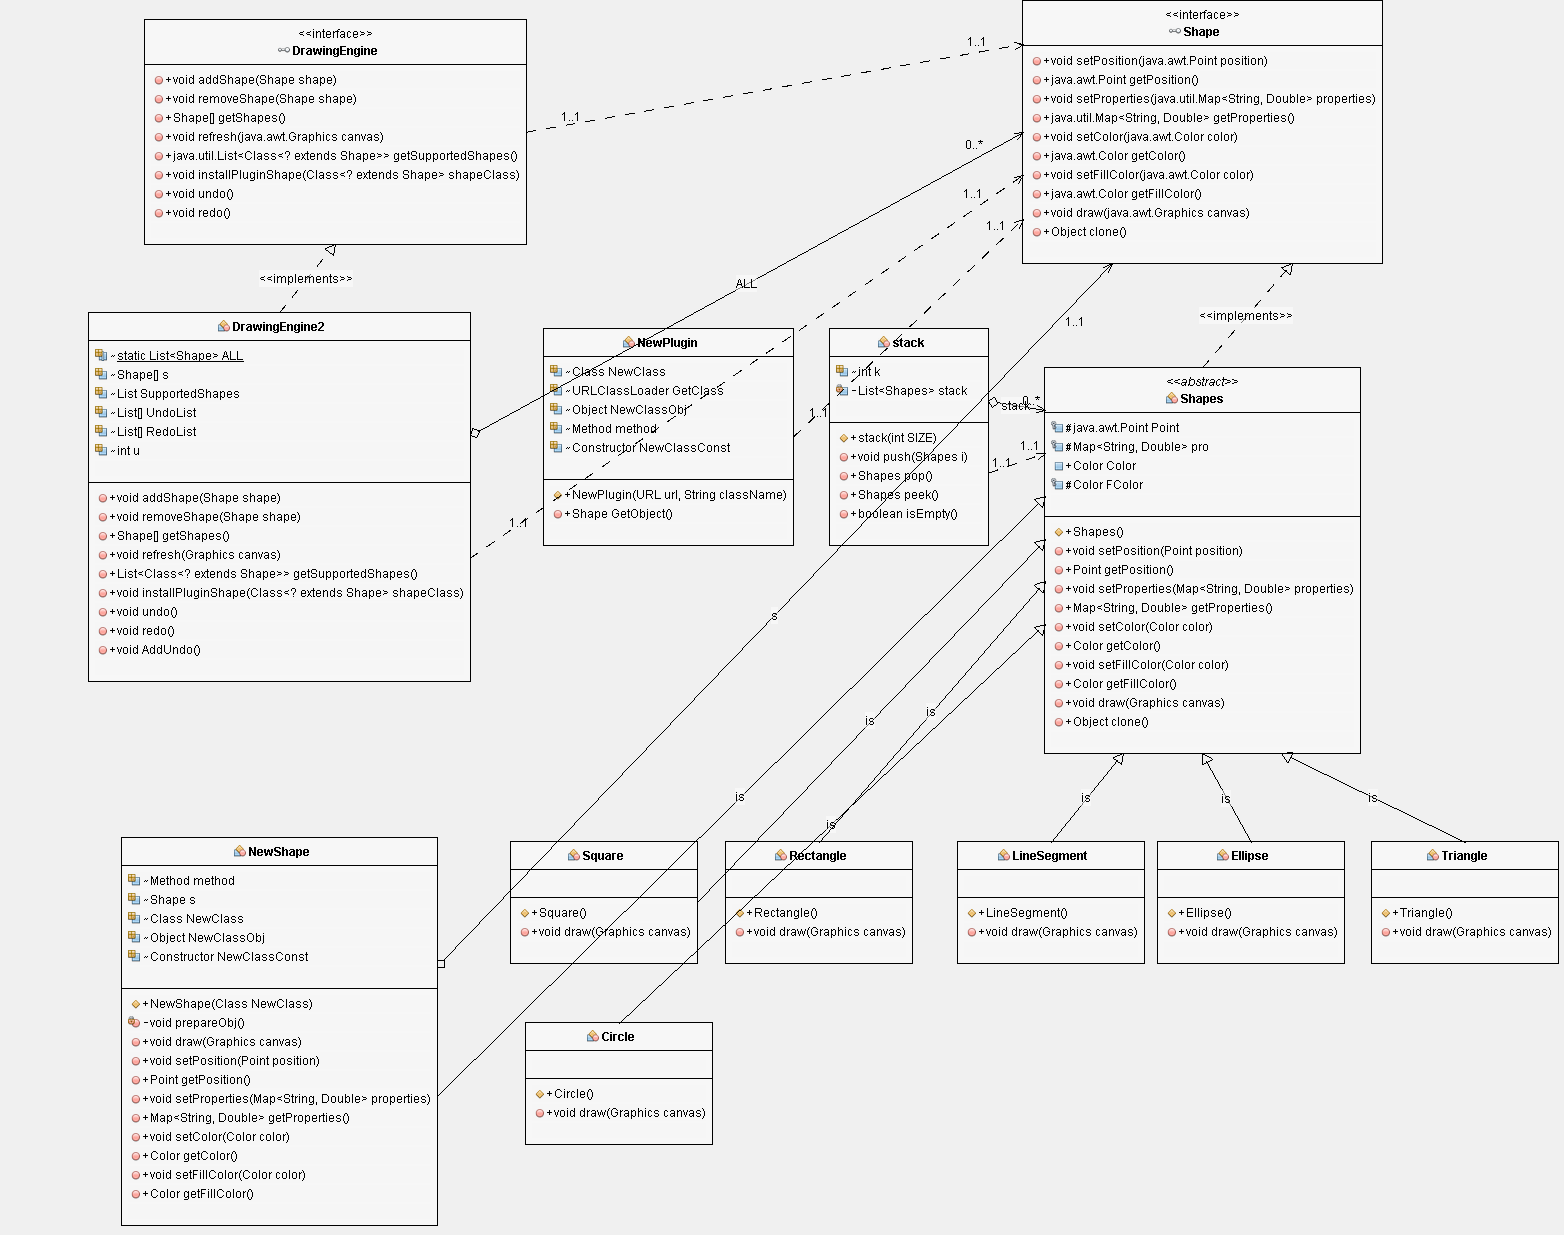 <<interface>>
DrawingEngine
+void addShape(Shape shape)
+void removeShape(Shape shape)
+Shape[] getShapes()
+void refresh(java.awt.Graphics canvas)
+java.util.List<Class<? extends Shape>> getSupportedShapes()
+void installPluginShape(Class<? extends Shape> shapeClass)
+void undo()
+void redo()
<<interface>>
Shape
+void setPosition(java.awt.Point position)
+java.awt.Point getPosition()
+void setProperties(java.util.Map<String, Double> properties)
+java.util.Map<String, Double> getProperties()
+void setColor(java.awt.Color color)
+java.awt.Color getColor()
+void setFillColor(java.awt.Color color)
+java.awt.Color getFillColor()
+void draw(java.awt.Graphics canvas)
+Object clone()
1..1
1..1
0..*
1..1
1..1
<<implements>>
ALL
1..1
<<implements>>
DrawingEngine2
~static List<Shape> ALL
~Shape[] s
~List SupportedShapes
~List[] UndoList
~List[] RedoList
~int u
+void addShape(Shape shape)
+void removeShape(Shape shape)
+Shape[] getShapes()
+void refresh(Graphics canvas)
+List<Class<? extends Shape>> getSupportedShapes()
+void installPluginShape(Class<? extends Shape> shapeClass)
+void undo()
+void redo()
+void AddUndo()
NewPlugin
~Class NewClass
~URLClassLoader GetClass
~Object NewClassObj
~Method method
~Constructor NewClassConst
+NewPlugin(URL url, String className)
+Shape GetObject()
stack
~int k
-List<Shapes> stack
+stack(int SIZE)
+void push(Shapes i)
+Shapes pop()
+Shapes peek()
+boolean isEmpty()
1..1
1..1
stack
0..*
1..1
1..1
<<abstract>>
Shapes
#java.awt.Point Point
#Map<String, Double> pro
+Color Color
#Color FColor
+Shapes()
+void setPosition(Point position)
+Point getPosition()
+void setProperties(Map<String, Double> properties)
+Map<String, Double> getProperties()
+void setColor(Color color)
+Color getColor()
+void setFillColor(Color color)
+Color getFillColor()
+void draw(Graphics canvas)
+Object clone()
s
is
is
is
is
is
is
is
NewShape
~Method method
~Shape s
~Class NewClass
~Object NewClassObj
~Constructor NewClassConst
+NewShape(Class NewClass)
-void prepareObj()
+void draw(Graphics canvas)
+void setPosition(Point position)
+Point getPosition()
+void setProperties(Map<String, Double> properties)
+Map<String, Double> getProperties()
+void setColor(Color color)
+Color getColor()
+void setFillColor(Color color)
+Color getFillColor()
Square
+Square()
+void draw(Graphics canvas)
Rectangle
+Rectangle()
+void draw(Graphics canvas)
LineSegment
+LineSegment()
+void draw(Graphics canvas)
Ellipse
+Ellipse()
+void draw(Graphics canvas)
Triangle
+Triangle()
+void draw(Graphics canvas)
Circle
+Circle()
+void draw(Graphics canvas)